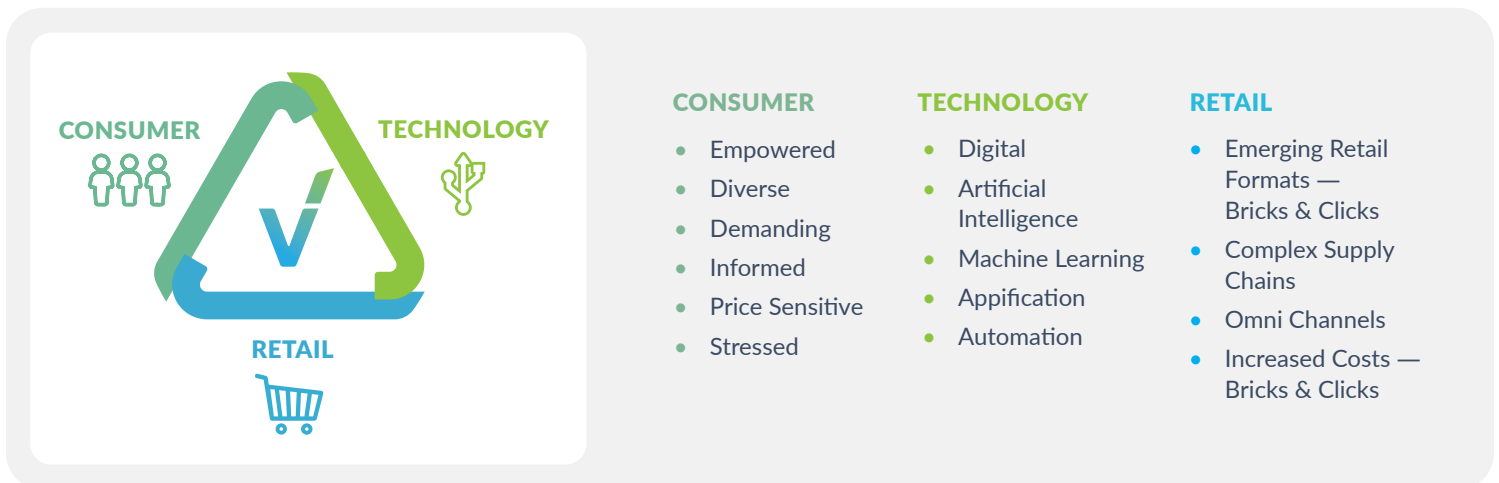 CONSUMER
TECHNOLOGY
RETAIL
CONSUMER
• Empowered
• Diverse
• Demanding
• Informed
• Price Sensitive
• Stressed
TECHNOLOGY
• Digital
• Artificial
Intelligence
• Machine Learning
• Appification
• Automation
RETAIL
• Emerging Retail
Formats —
Bricks & Clicks
• Complex Supply
Chains
• Omni Channels
• Increased Costs —
Bricks & Clicks